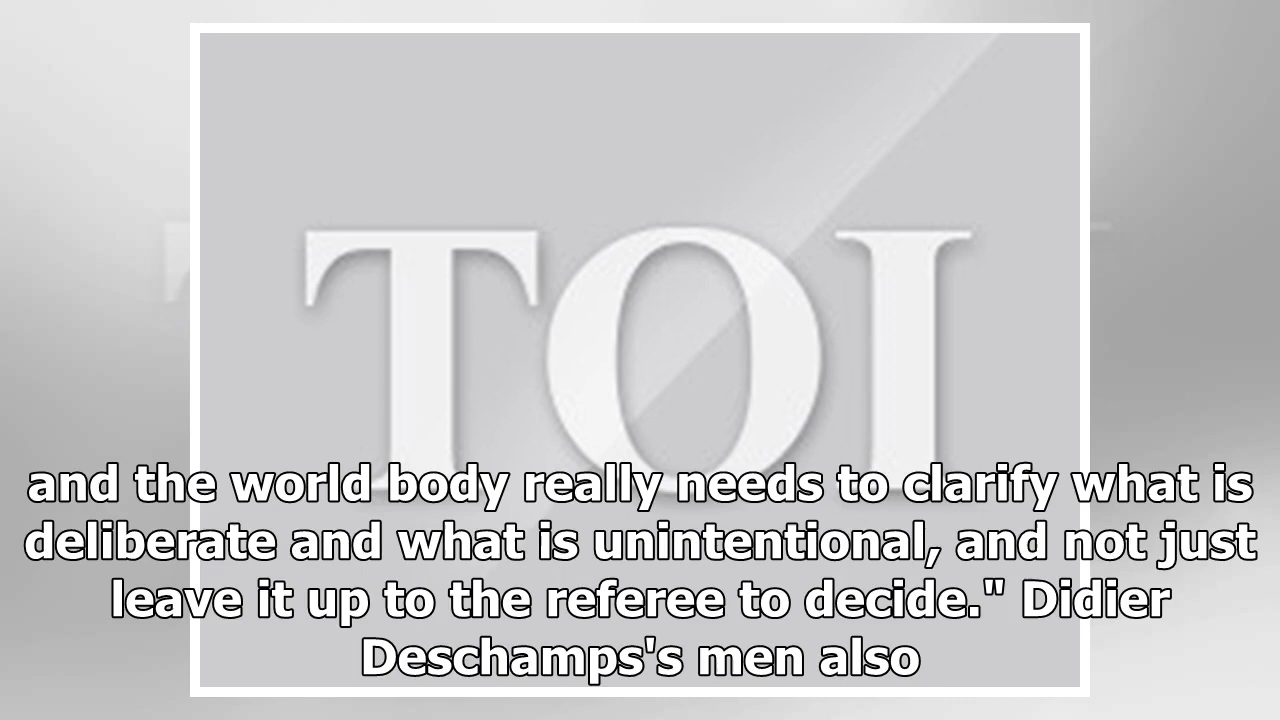 TOI
and the world body really needs to clarify what is
deliberate and what is unintentional, and not just
leave it up to the referee to decide." Didier
Deschamps's men also